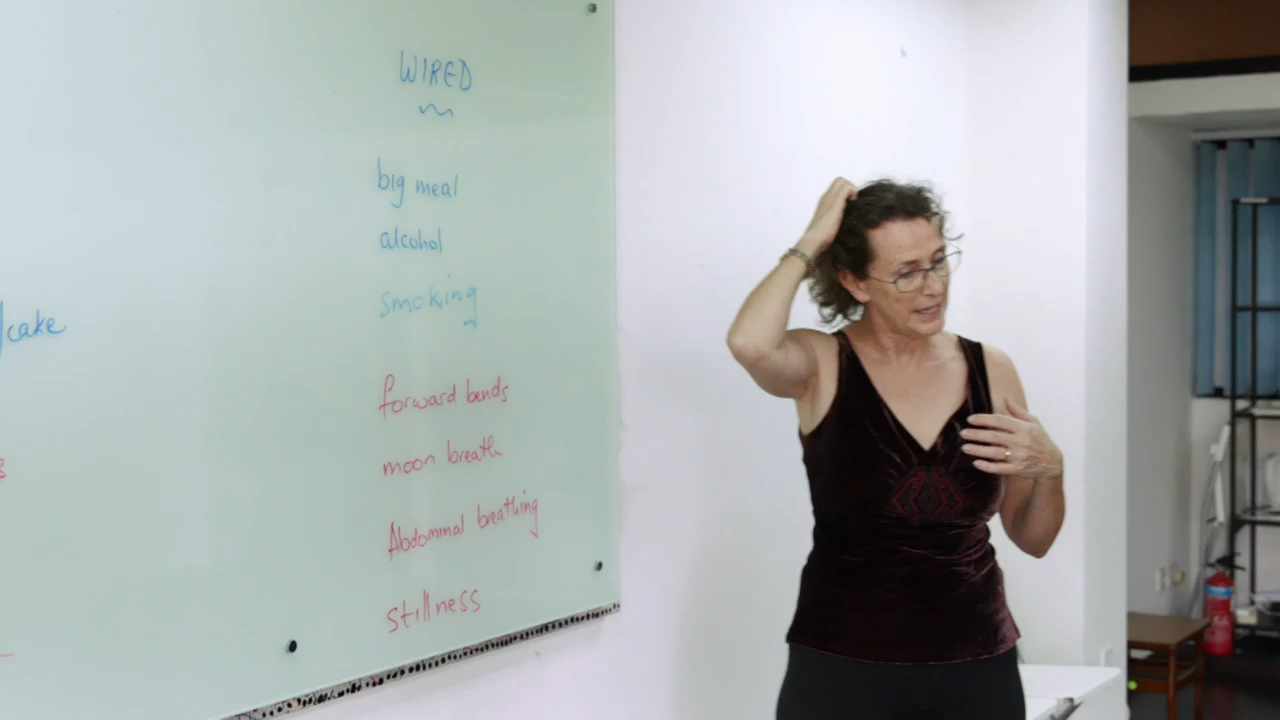 WIRED
big meal
alcohol
smoking
/cake
forward bends
moon breath
Abdominal breathing
stillness